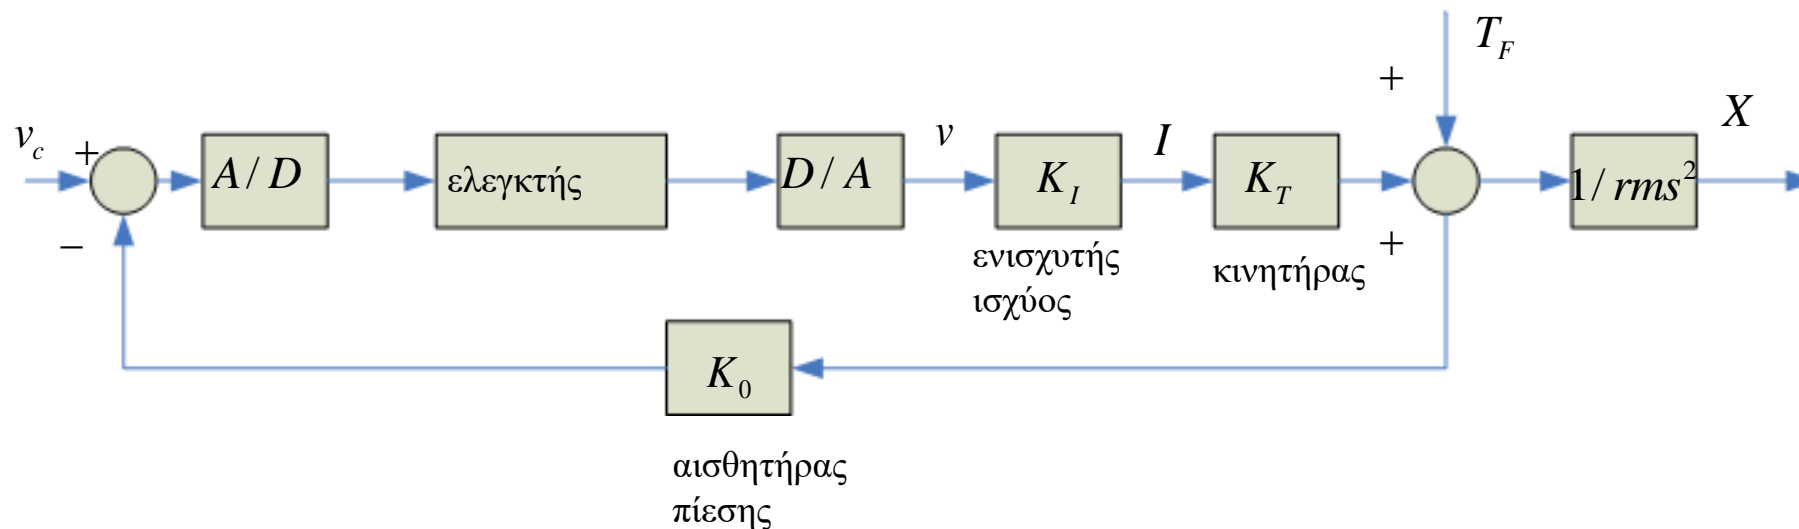 T_F
+
X
v_c
+
A / D
ελεγκτής
D / A
v
K_I
I
K_T
1/ rms²
−
+
ενισχυτής
ισχύος
κινητήρας
K_0
αισθητήρας
πίεσης